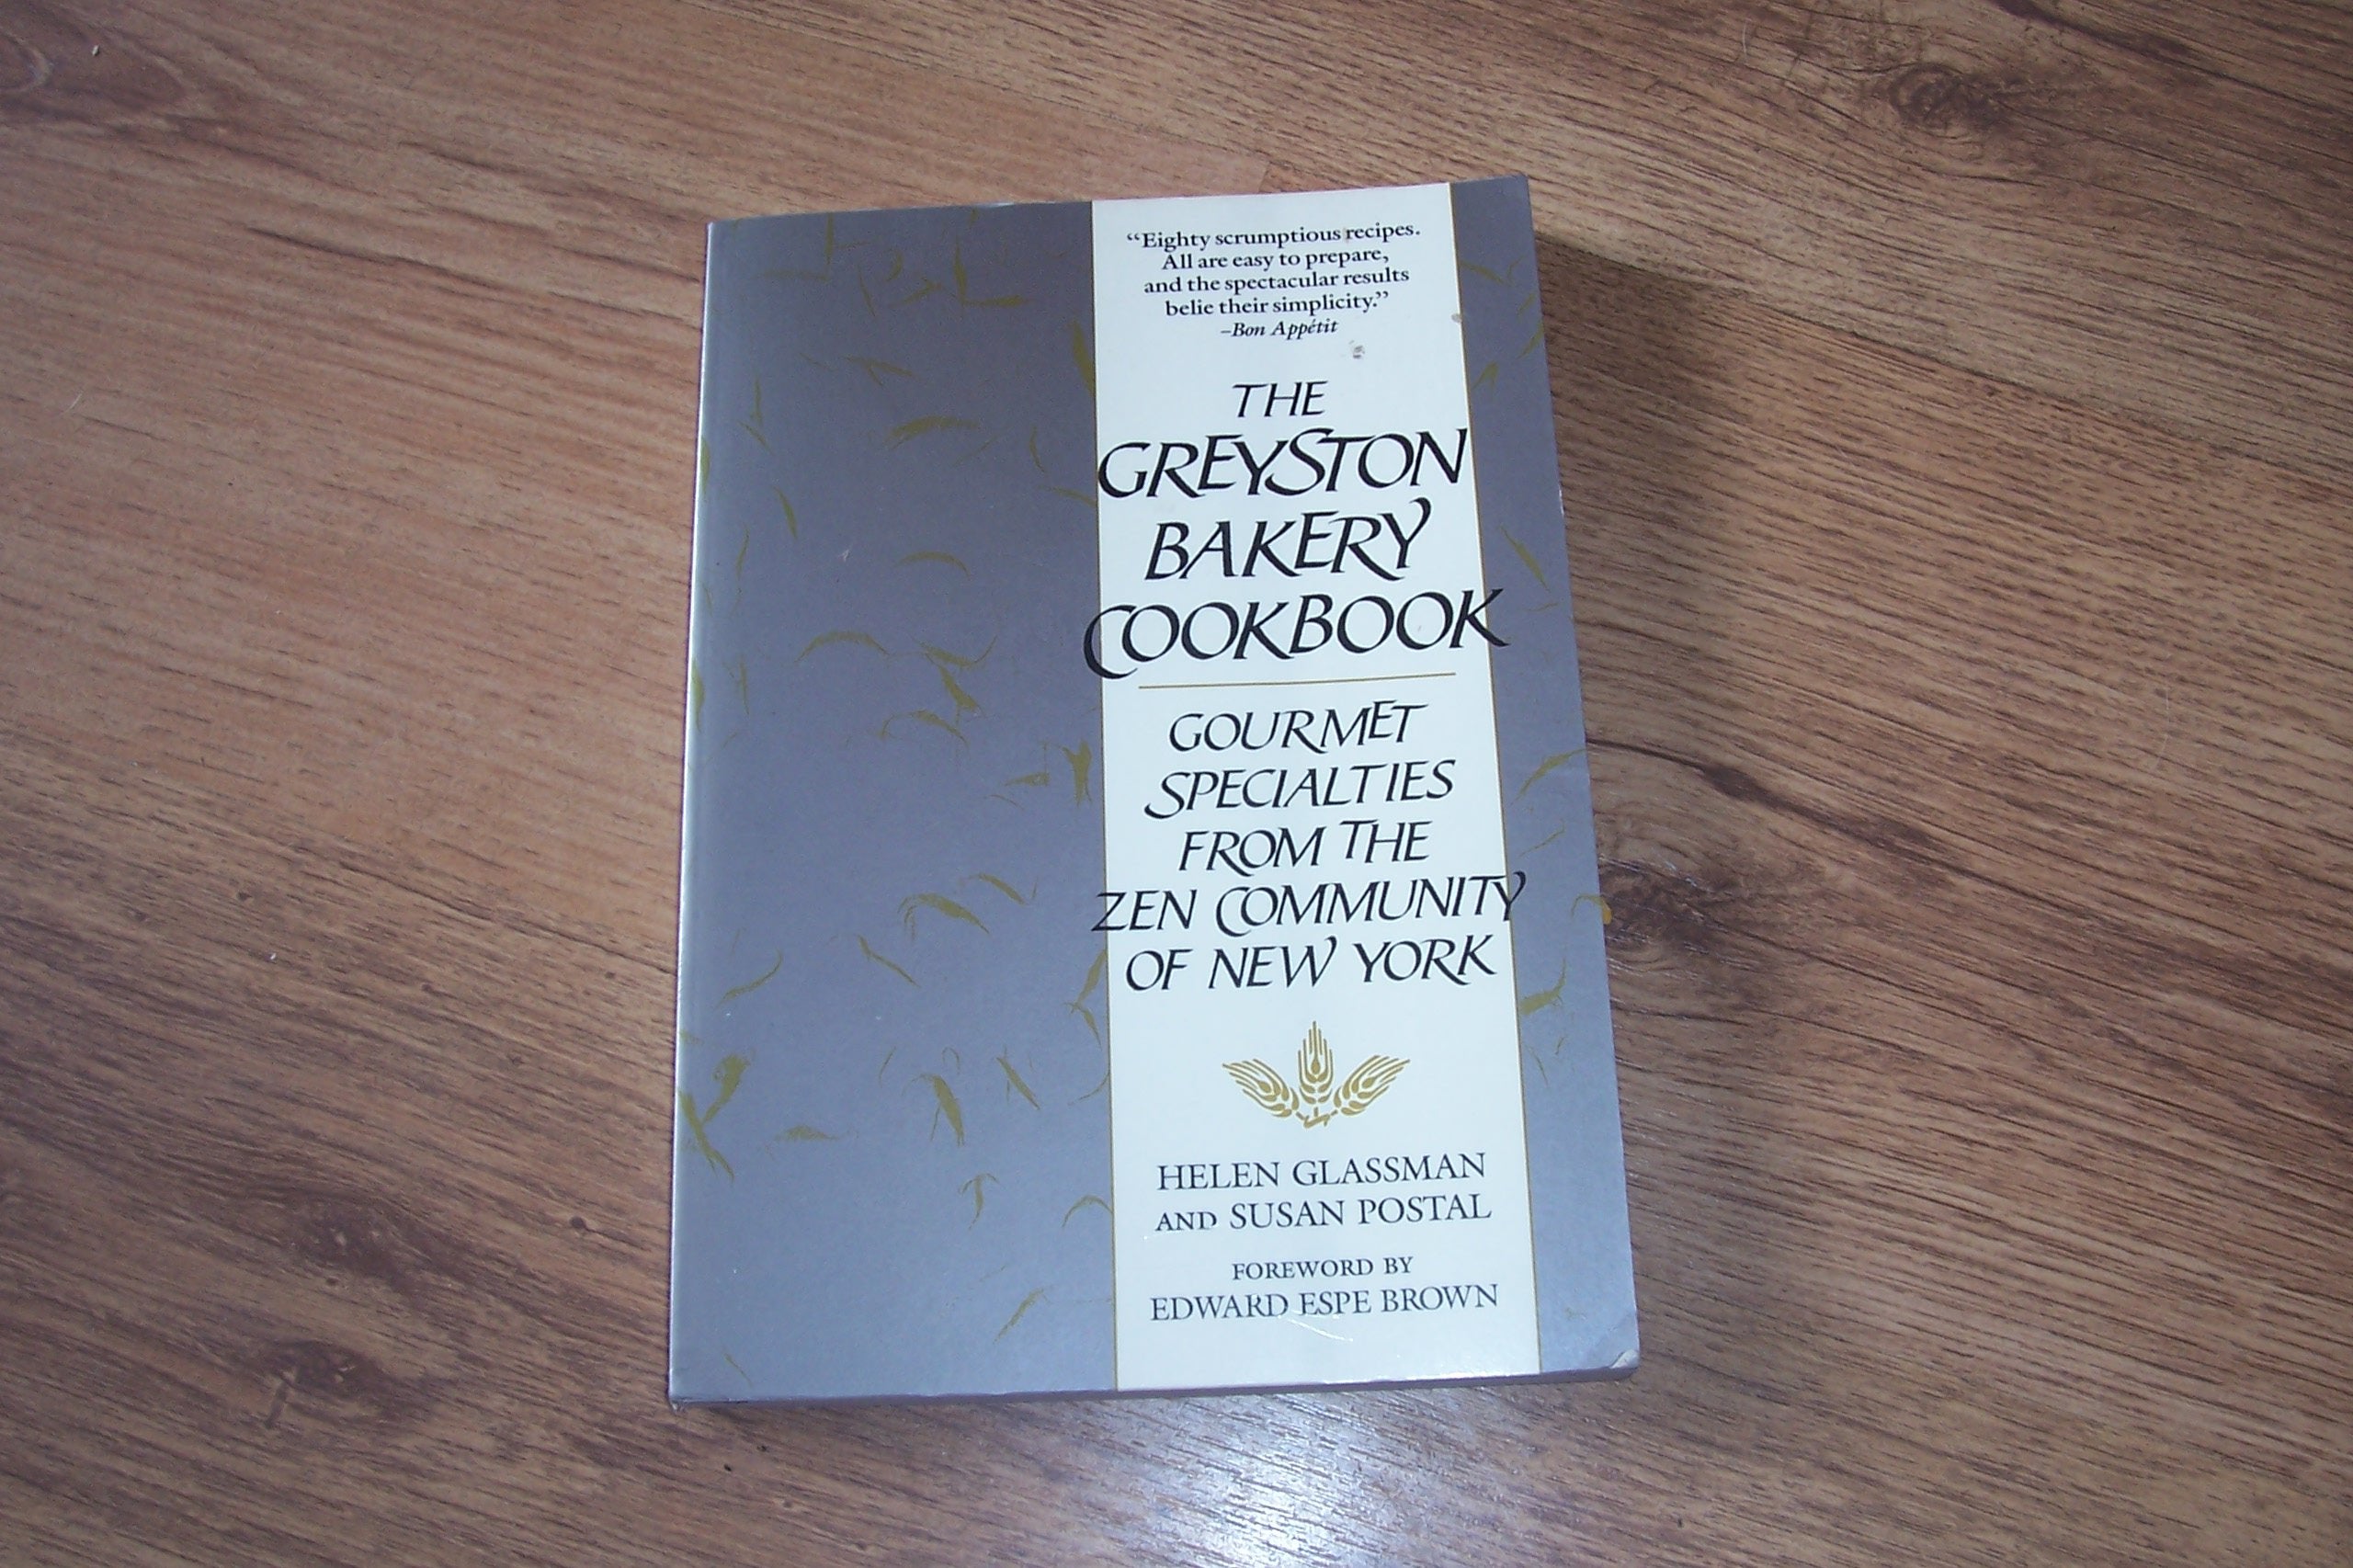 “Eighty scrumptious recipes.
All are easy to prepare,
and the spectacular results
belie their simplicity.”
–Bon Appétit
THE
GREYSTON
BAKERY
COOKBOOK
GOURMET
SPECIALTIES
FROM THE
ZEN COMMUNITY
OF NEW YORK
HELEN GLASSMAN
AND SUSAN POSTAL
FOREWORD BY
EDWARD ESPE BROWN